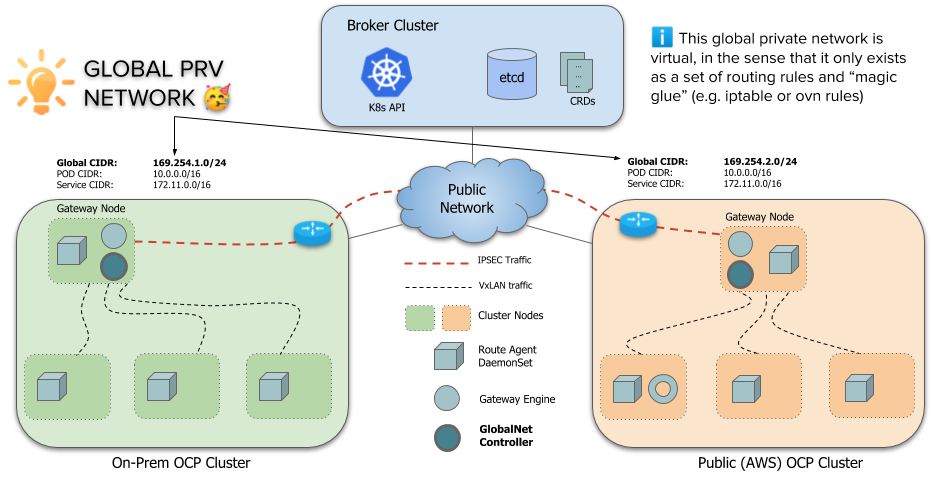 Broker Cluster
K8s API
etcd
...
...
..
CRDs
ℹ️ This global private network is
virtual, in the sense that it only exists
as a set of routing rules and “magic
glue” (e.g. iptable or ovn rules)
GLOBAL PRV
NETWORK 🥳
Global CIDR: 169.254.1.0/24
POD CIDR: 10.0.0.0/16
Service CIDR: 172.11.0.0/16
Global CIDR: 169.254.2.0/24
POD CIDR: 10.0.0.0/16
Service CIDR: 172.11.0.0/16
Public
Network
Gateway Node
Gateway Node
IPSEC Traffic
VxLAN traffic
Cluster Nodes
Route Agent
DaemonSet
Gateway Engine
GlobalNet
Controller
On-Prem OCP Cluster
Public (AWS) OCP Cluster